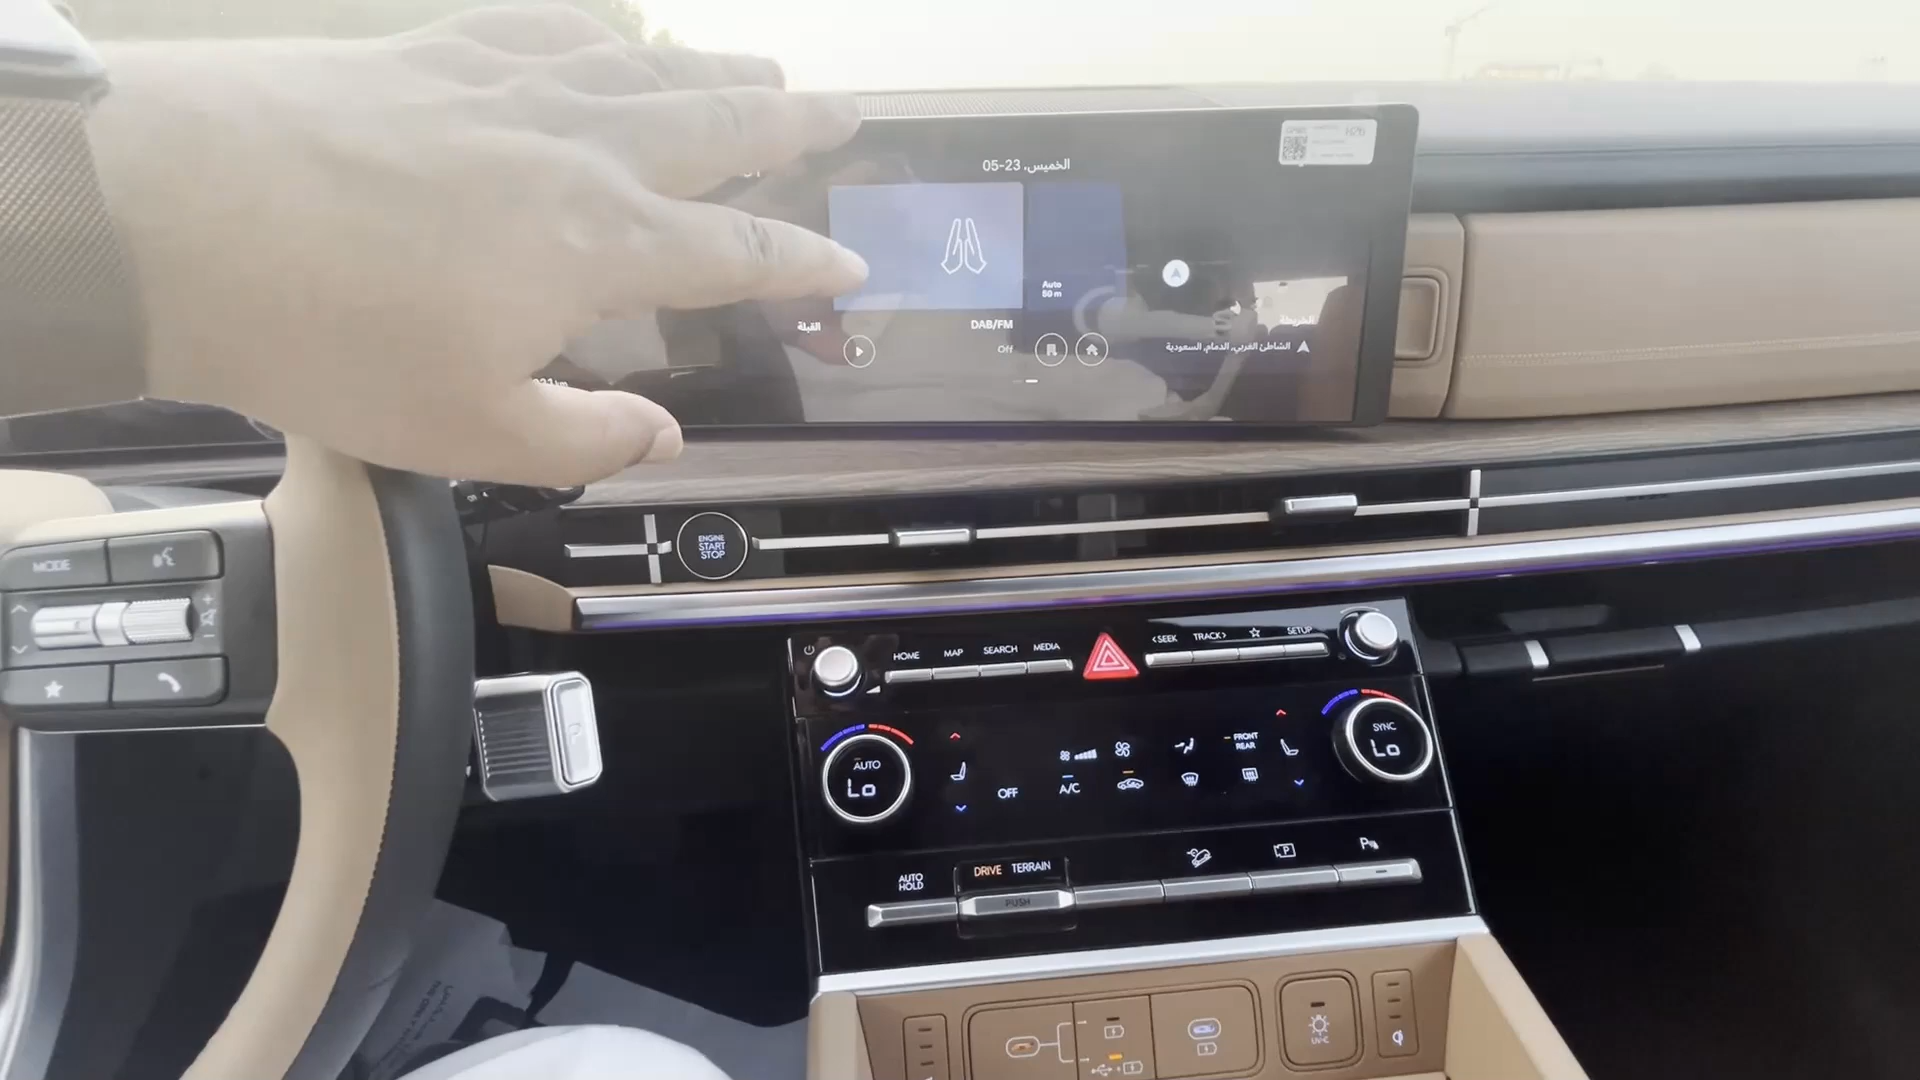 الخميس، 23-05
Auto
50 m
القبلة
DAB/FM
Off
الخريطة
الشاطئ الغربي, الدمام, السعودية
ENGINE
START
STOP
MODE
HOME
MAP
SEARCH
MEDIA
<SEEK
TRACK>
SETUP
AUTO
Lo
OFF
A/C
FRONT
REAR
SYNC
Lo
AUTO
HOLD
DRIVE
TERRAIN
PUSH
P
UV-C